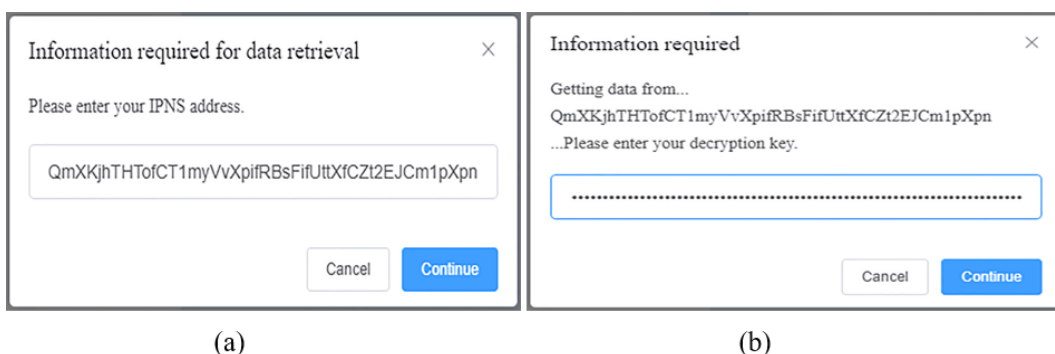 Information required for data retrieval
Please enter your IPNS address.
QmXKjhTHTofCT1myVvXpifRBsFifUttXfCZt2EJCm1pXpn
Cancel
Continue
(a)
Information required
Getting data from...
QmXKjhTHTofCT1myVvXpifRBsFifUttXfCZt2EJCm1pXpn
...Please enter your decryption key.
Cancel
Continue
(b)